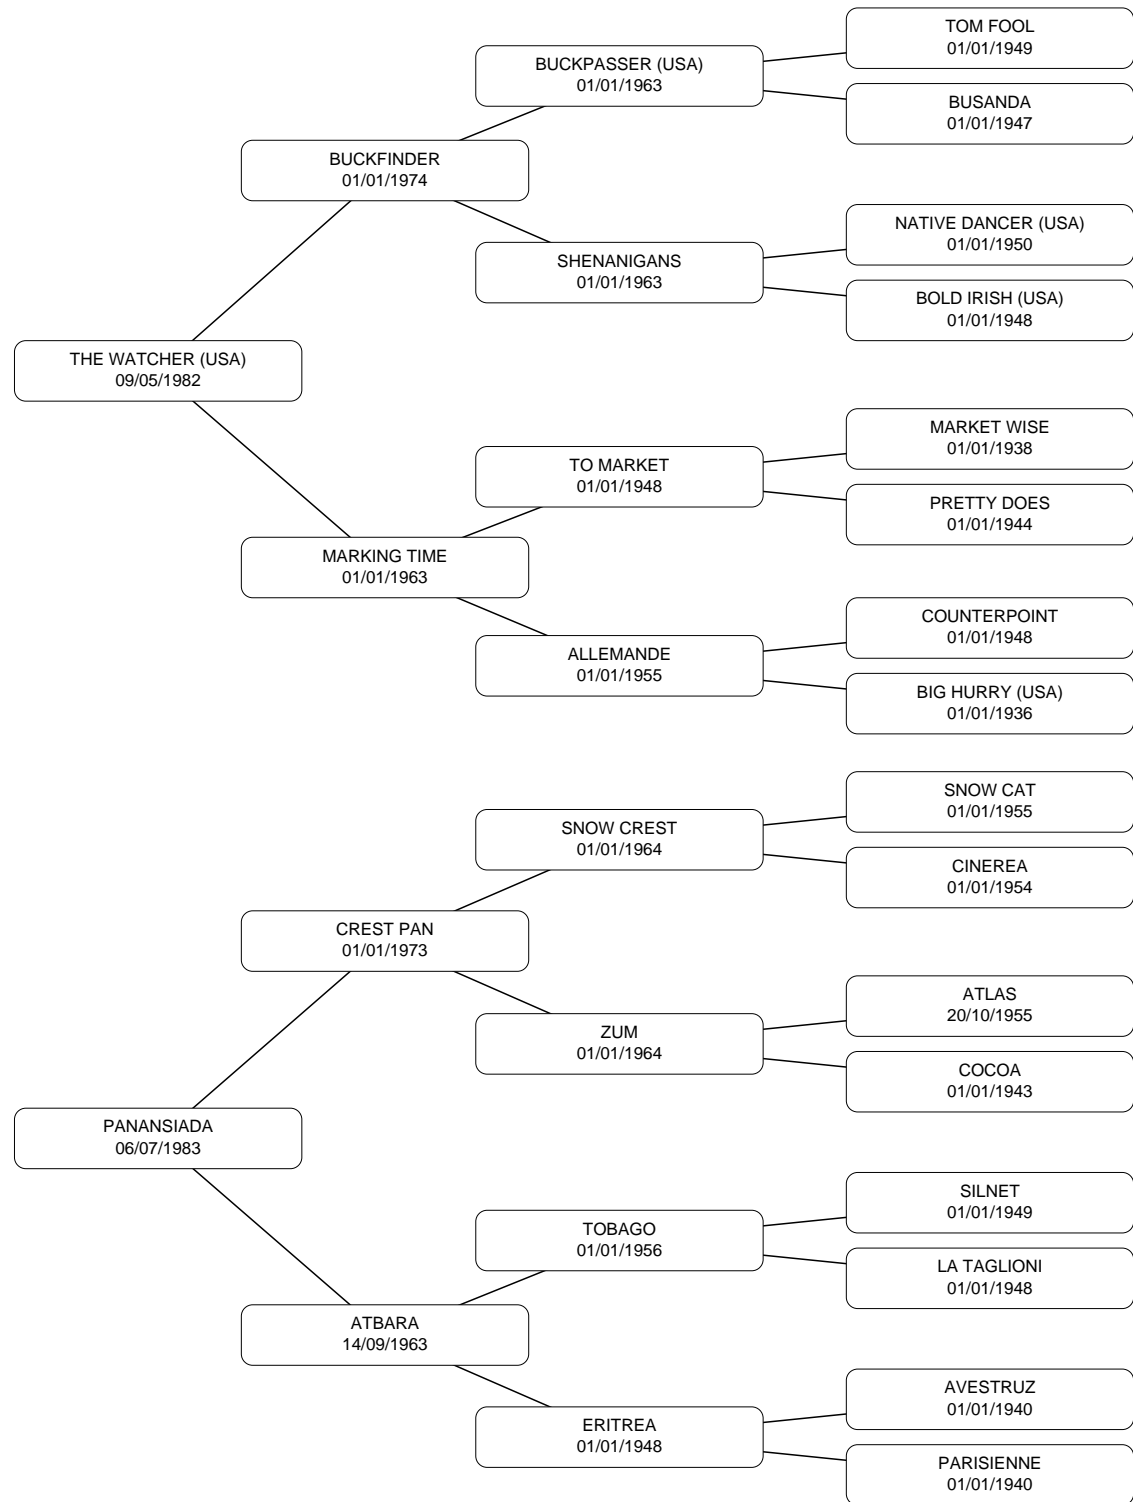 TOM FOOL
01/01/1949
BUCKPASSER (USA)
01/01/1963
BUSANDA
01/01/1947
BUCKFINDER
01/01/1974
NATIVE DANCER (USA)
01/01/1950
SHENANIGANS
01/01/1963
BOLD IRISH (USA)
01/01/1948
THE WATCHER (USA)
09/05/1982
MARKET WISE
01/01/1938
TO MARKET
01/01/1948
PRETTY DOES
01/01/1944
MARKING TIME
01/01/1963
COUNTERPOINT
01/01/1948
ALLEMANDE
01/01/1955
BIG HURRY (USA)
01/01/1936
SNOW CAT
01/01/1955
SNOW CREST
01/01/1964
CINEREA
01/01/1954
CREST PAN
01/01/1973
ATLAS
20/10/1955
ZUM
01/01/1964
COCOA
01/01/1943
PANANSIADA
06/07/1983
SILNET
01/01/1949
TOBAGO
01/01/1956
LA TAGLIONI
01/01/1948
ATBARA
14/09/1963
AVESTRUZ
01/01/1940
ERITREA
01/01/1948
PARISIENNE
01/01/1940